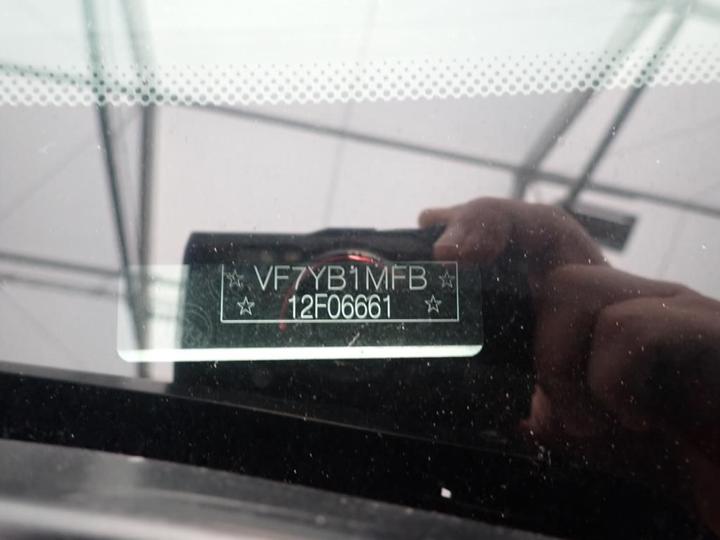 ☆ VF7YB1MFB ☆
☆ 12F06661 ☆